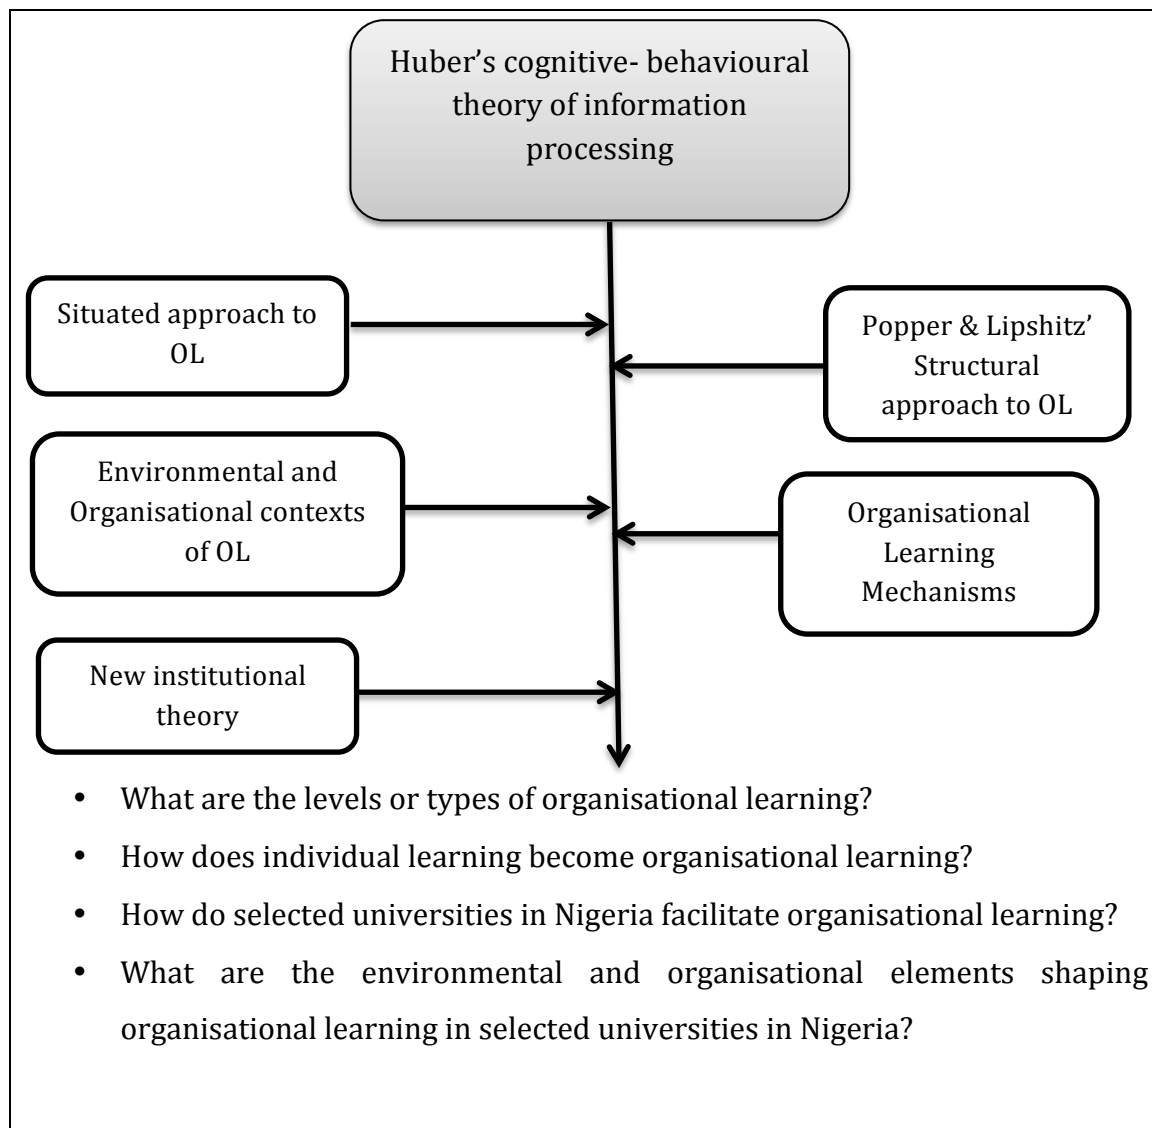 Huber’s cognitive- behavioural
theory of information
processing
Situated approach to
OL
Popper & Lipshitz’
Structural
approach to OL
Environmental and
Organisational contexts
of OL
Organisational
Learning
Mechanisms
New institutional
theory
• What are the levels or types of organisational learning?
• How does individual learning become organisational learning?
• How do selected universities in Nigeria facilitate organisational learning?
• What are the environmental and organisational elements shaping
organisational learning in selected universities in Nigeria?